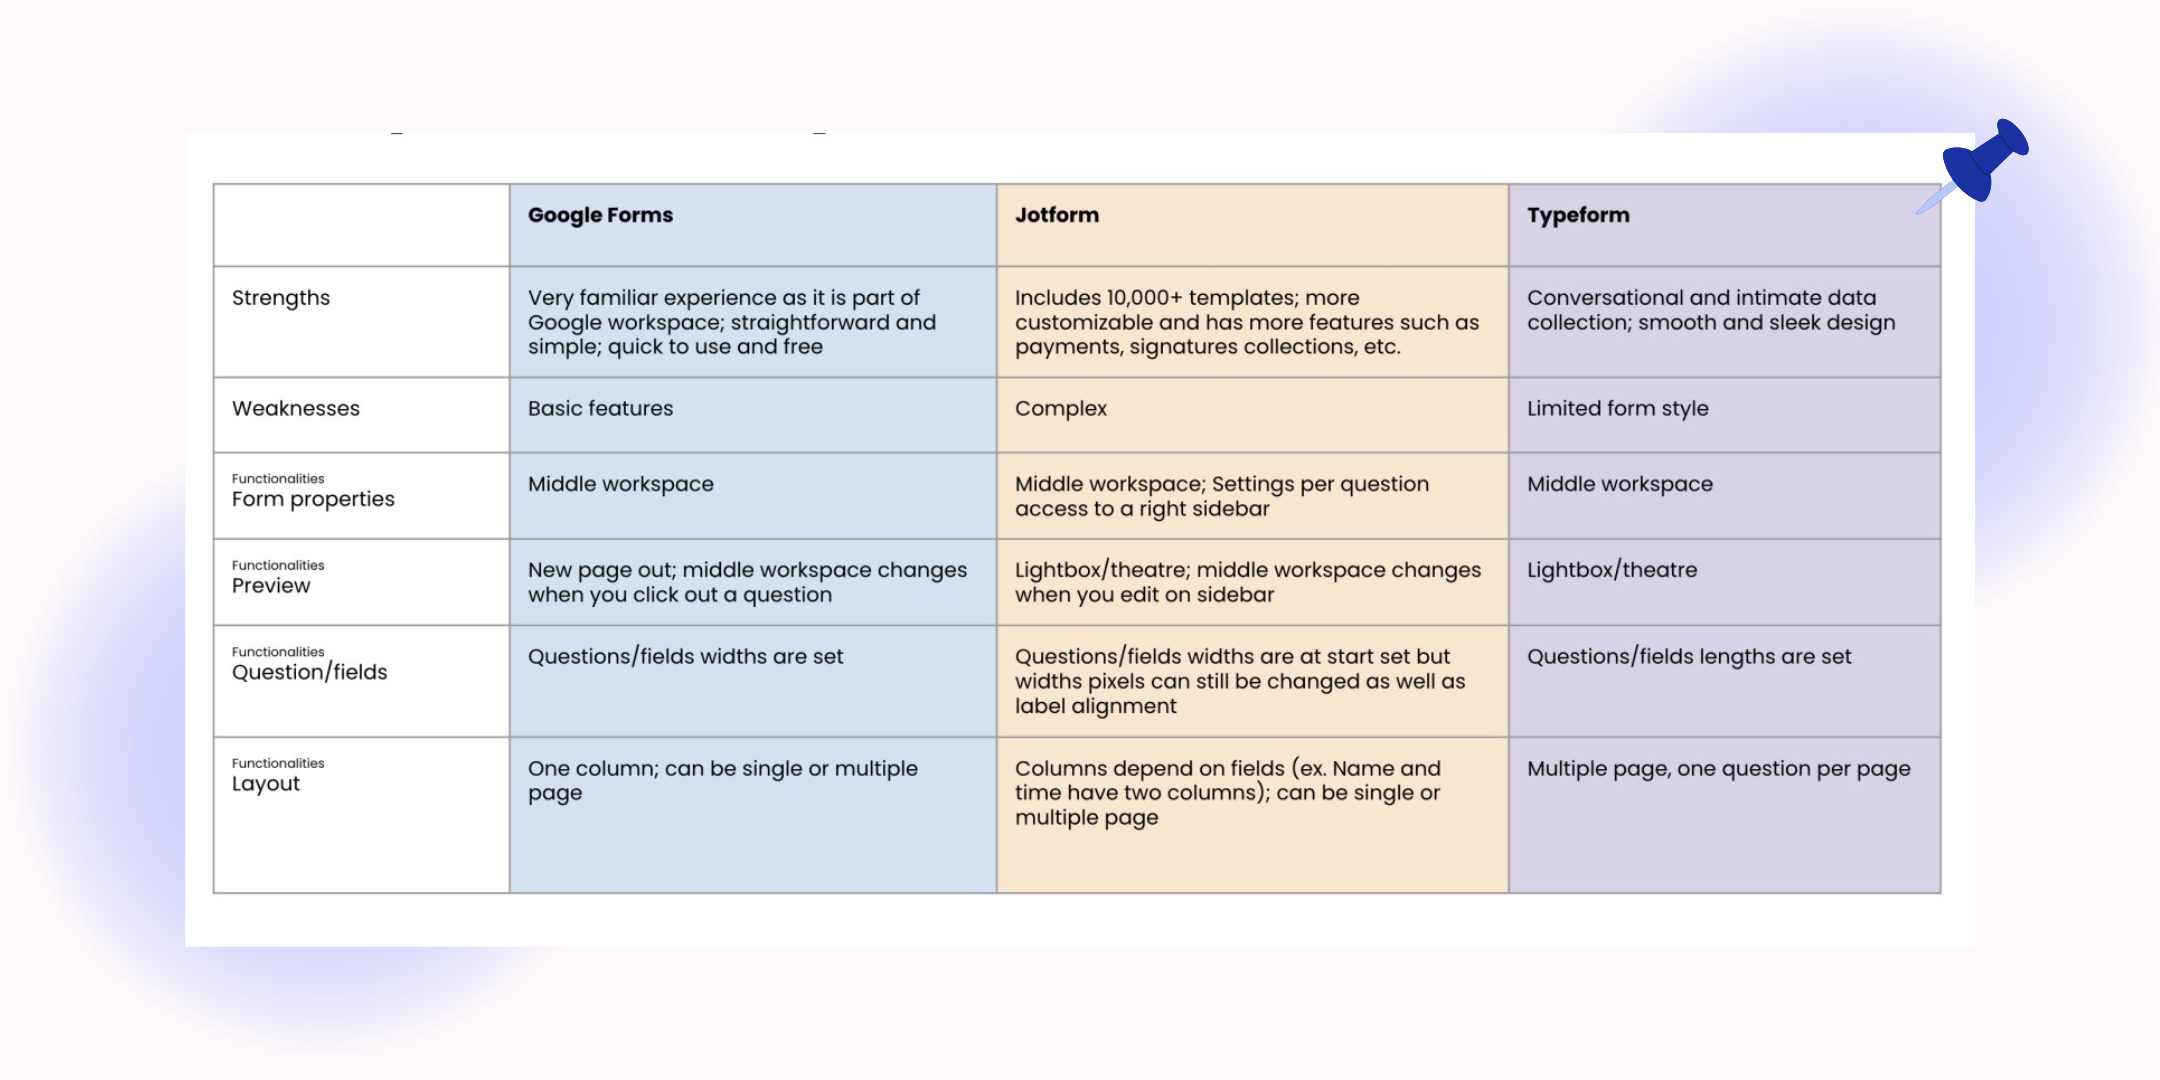 Google Forms
Jotform
Typeform
Strengths
Very familiar experience as it is part of
Google workspace; straightforward and
simple; quick to use and free
Includes 10,000+ templates; more
customizable and has more features such as
payments, signatures collections, etc.
Conversational and intimate data
collection; smooth and sleek design
Weaknesses
Basic features
Complex
Limited form style
Functionalities
Form properties
Middle workspace
Middle workspace; Settings per question
access to a right sidebar
Middle workspace
Functionalities
Preview
New page out; middle workspace changes
when you click out a question
Lightbox/theatre; middle workspace changes
when you edit on sidebar
Lightbox/theatre
Functionalities
Question/fields
Questions/fields widths are set
Questions/fields widths are at start set but
widths pixels can still be changed as well as
label alignment
Questions/fields lengths are set
Functionalities
Layout
One column; can be single or multiple
page
Columns depend on fields (ex. Name and
time have two columns); can be single or
multiple page
Multiple page, one question per page